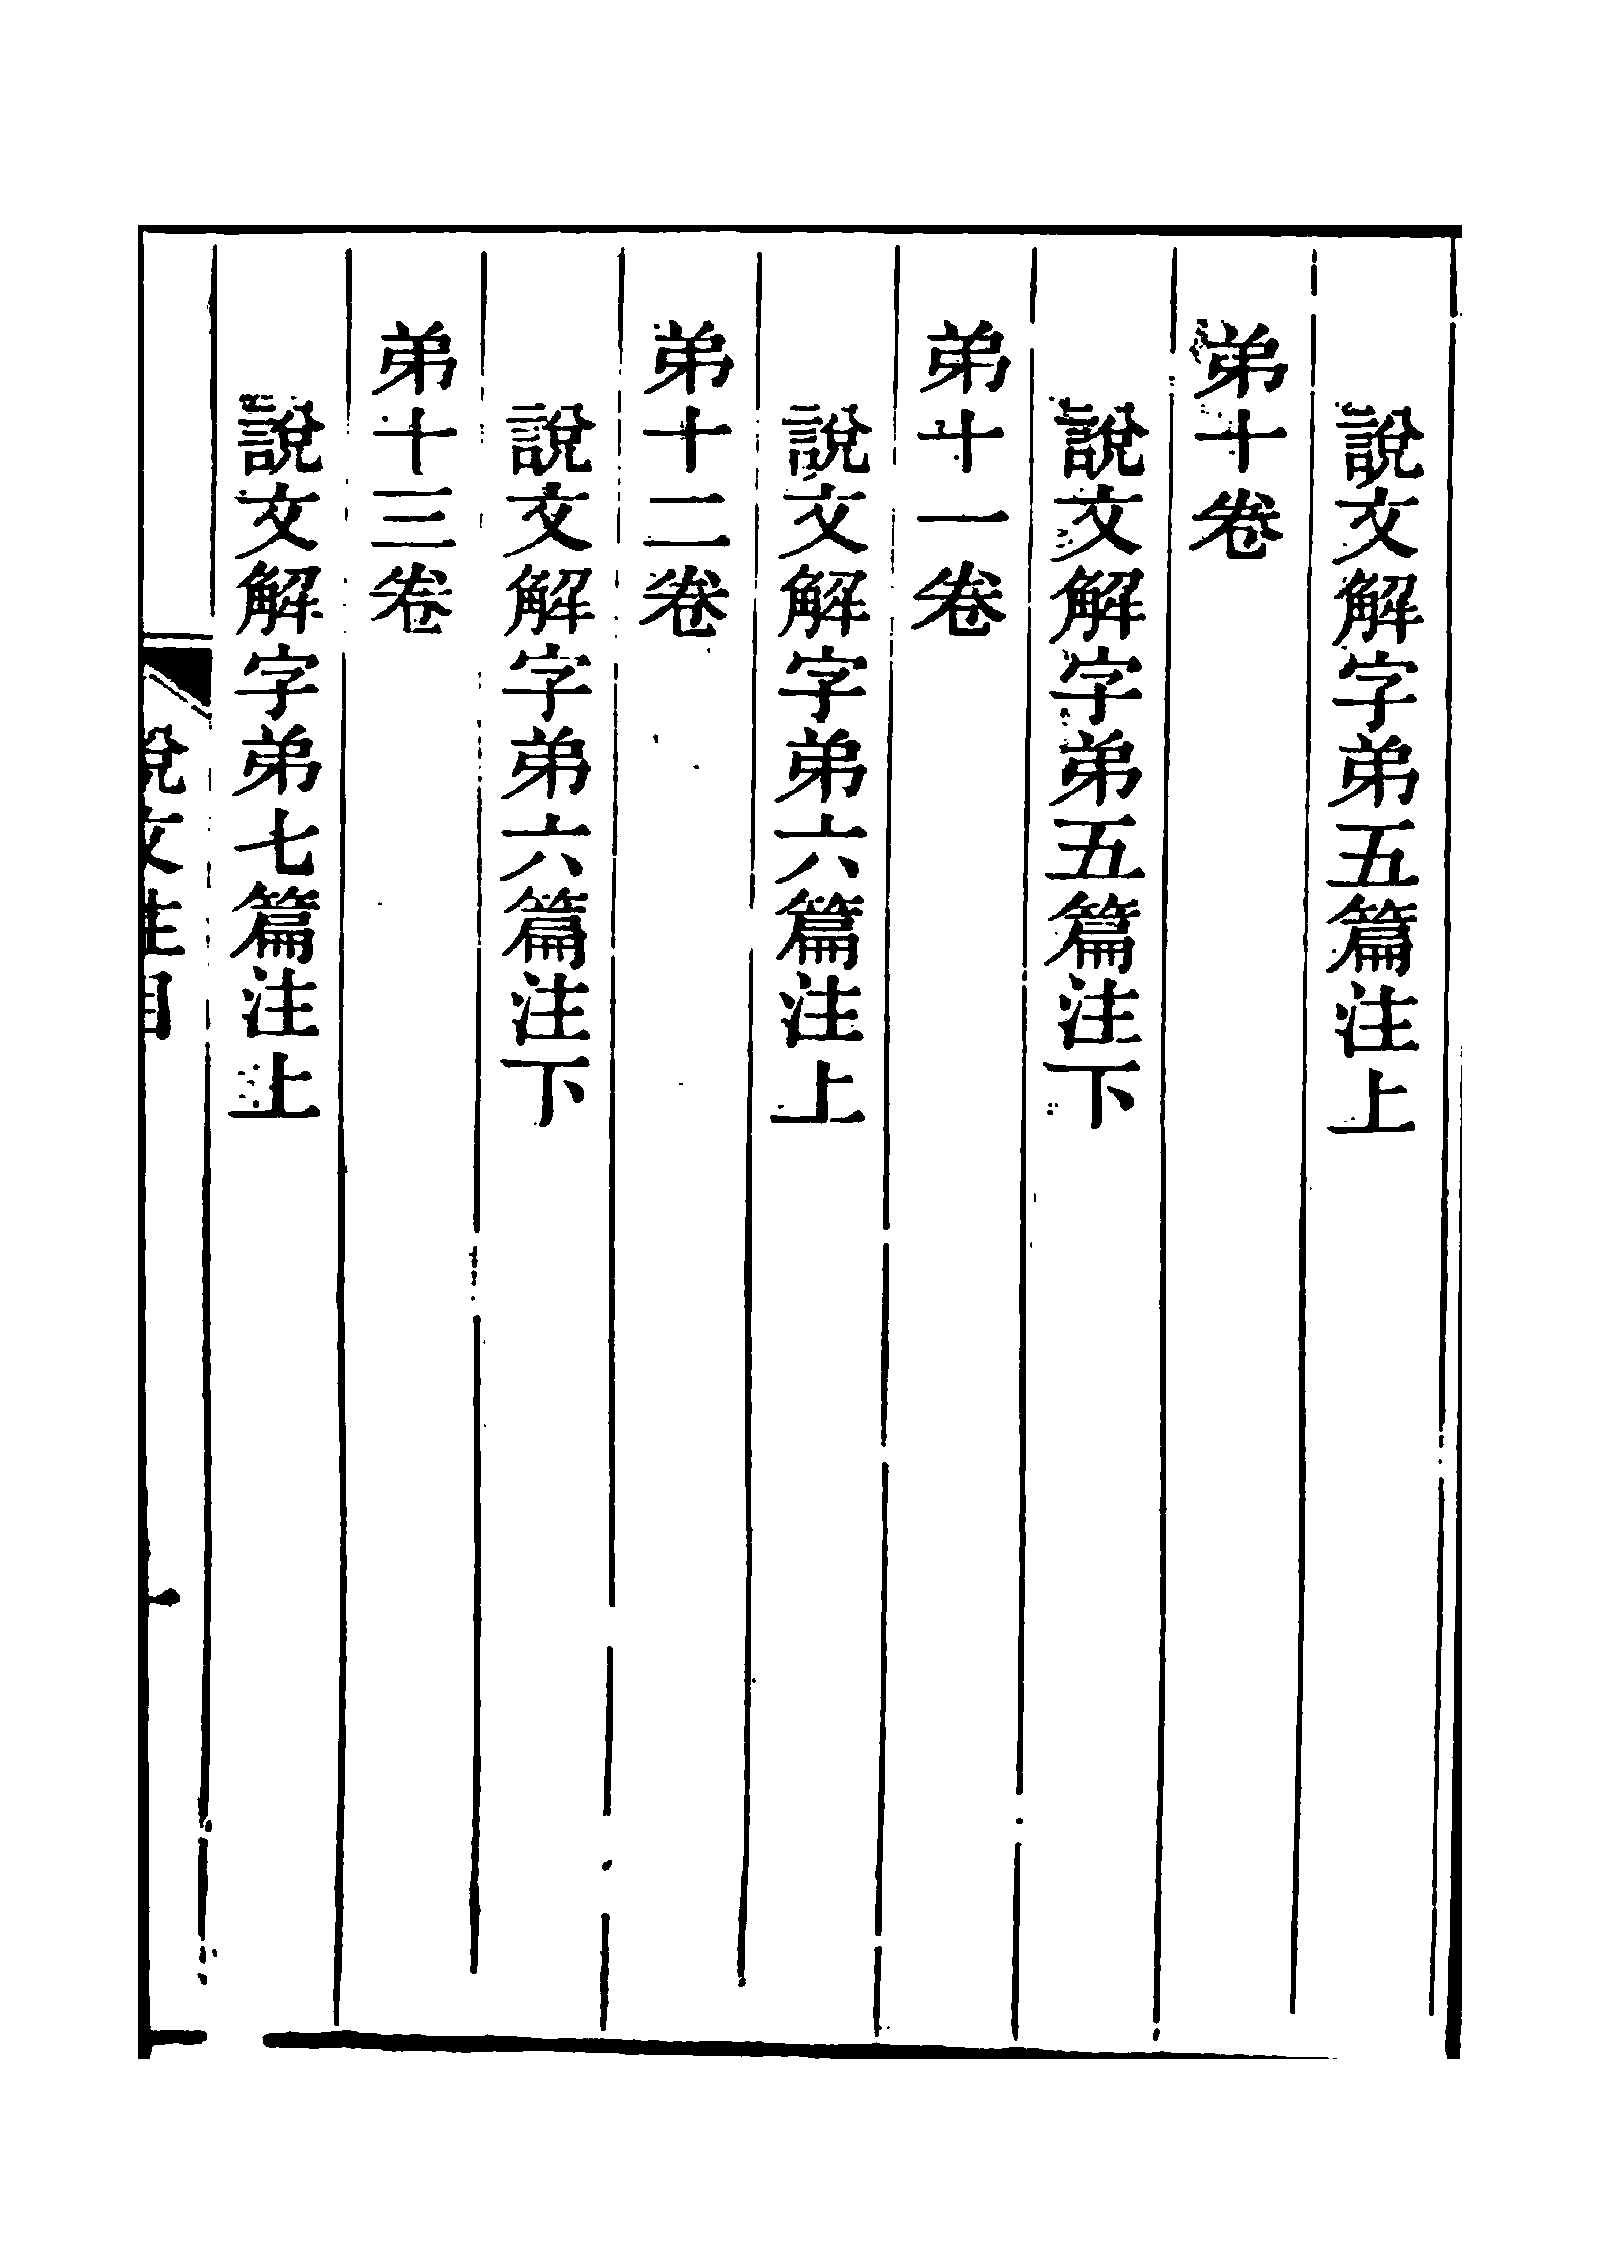 說文解字弟五篇注上
弟十卷
說文解字弟五篇注下
弟十一卷
說文解字弟六篇注上
弟十二卷
說文解字弟六篇注下
弟十三卷
說文解字弟七篇注上
說文注目